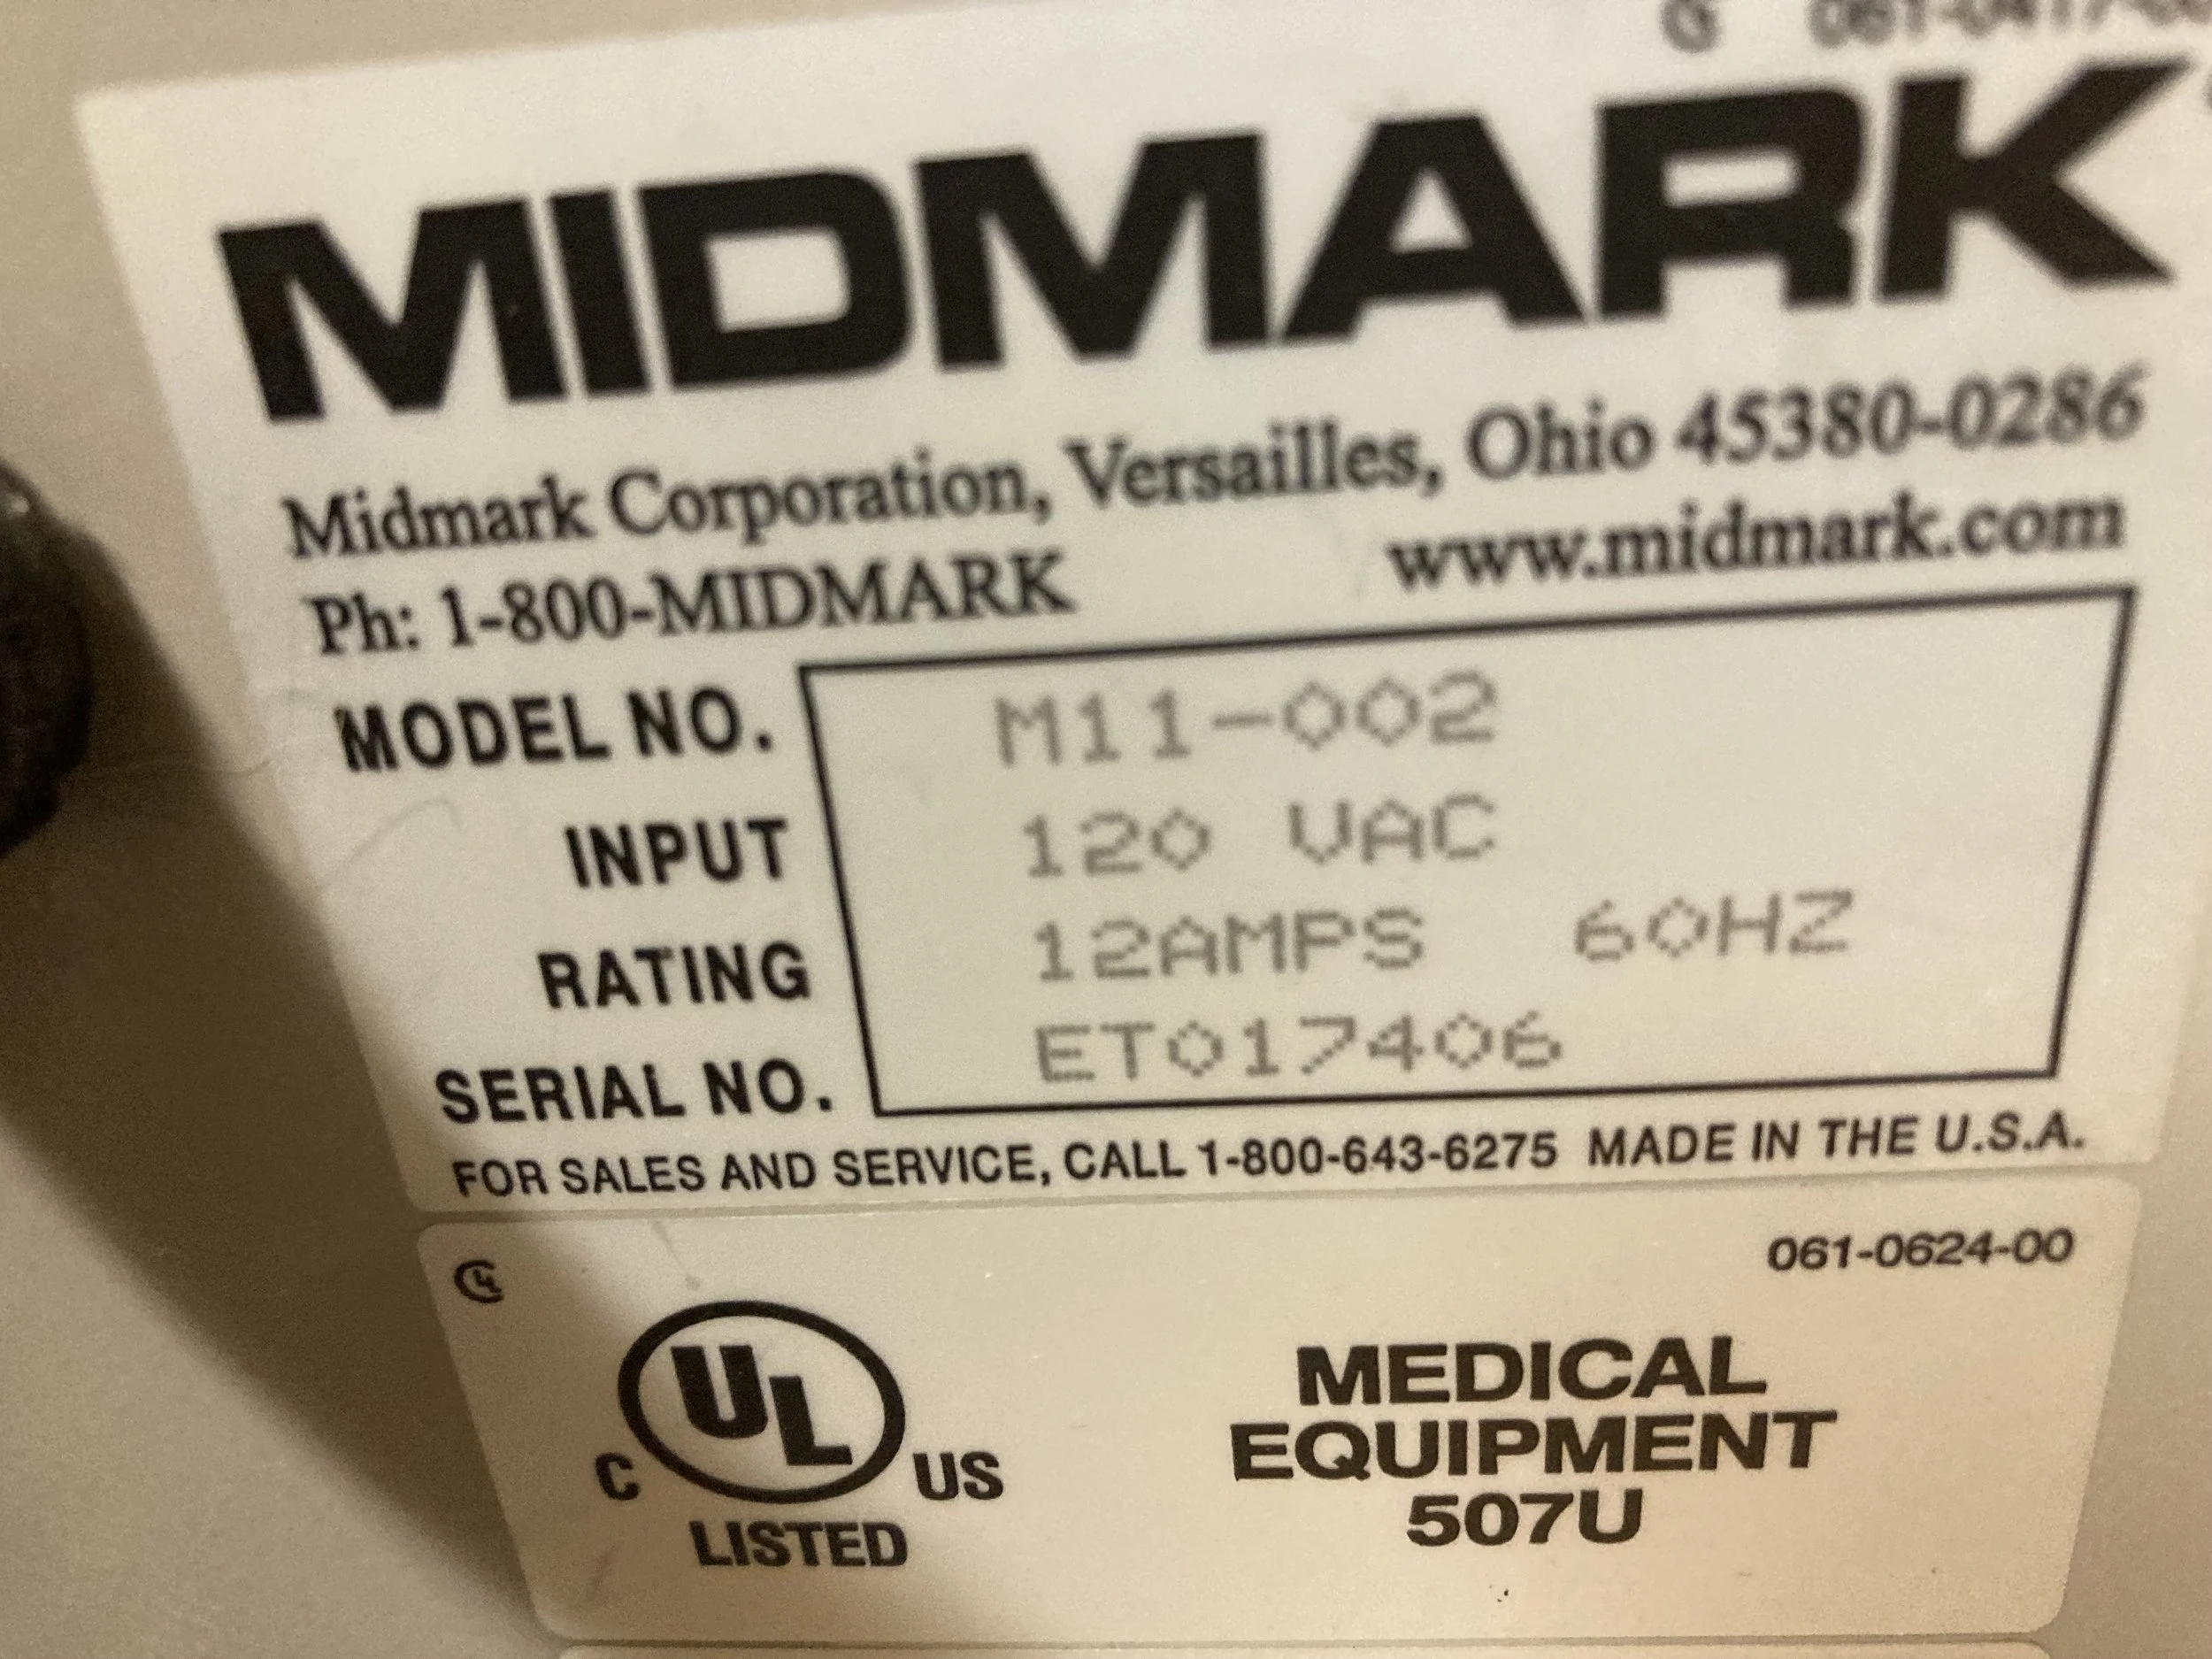 G
MIDMARK
Midmark Corporation, Versailles, Ohio 45380-0286
Ph: 1-800-MIDMARK www.midmark.com
MODEL NO. M11-002
INPUT 120 VAC
RATING 12AMPS 60HZ
SERIAL NO. ET017406
FOR SALES AND SERVICE, CALL 1-800-643-6275 MADE IN THE U.S.A.
061-0624-00
UL
C US
LISTED
MEDICAL
EQUIPMENT
507U